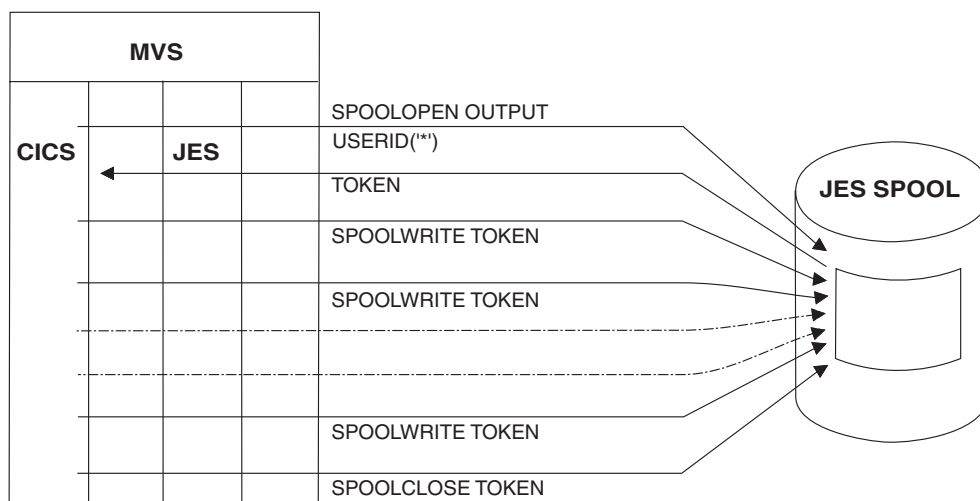 MVS
SPOOLOPEN OUTPUT
USERID('*')
CICS
JES
JES SPOOL
TOKEN
SPOOLWRITE TOKEN
SPOOLWRITE TOKEN
SPOOLWRITE TOKEN
SPOOLCLOSE TOKEN